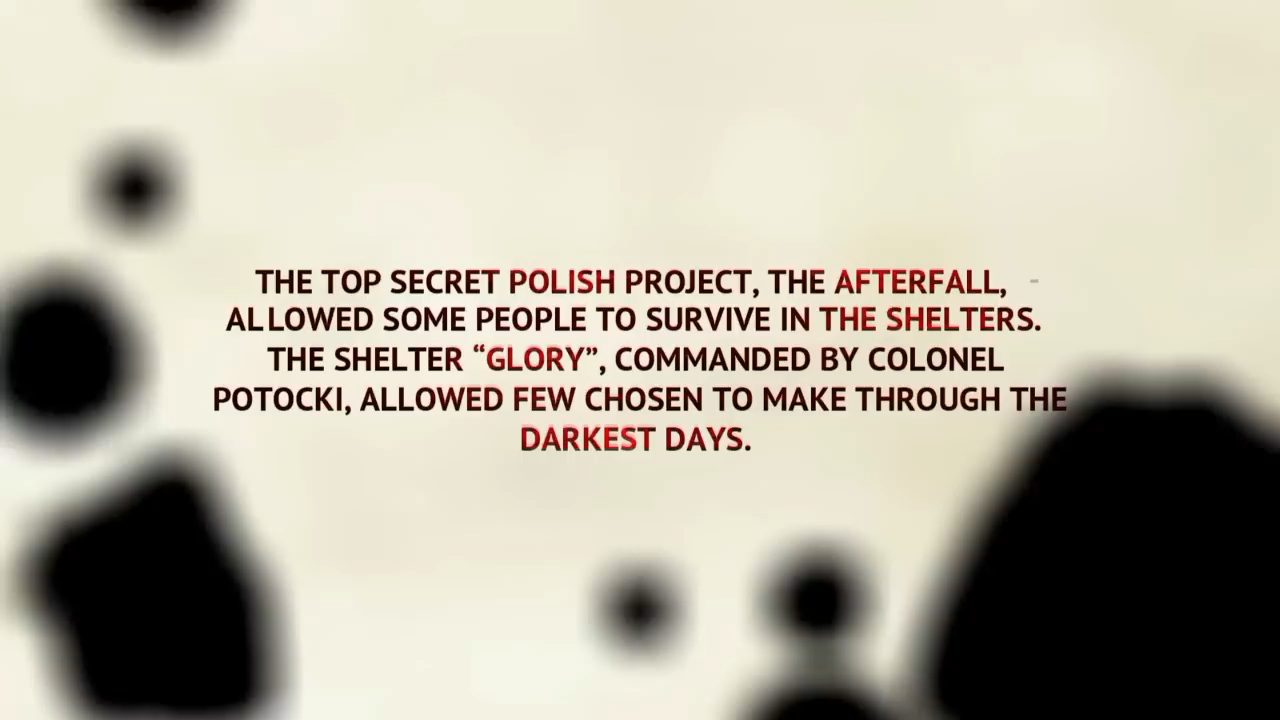 THE TOP SECRET POLISH PROJECT, THE AFTERFALL, -
ALLOWED SOME PEOPLE TO SURVIVE IN THE SHELTERS.
THE SHELTER “GLORY”, COMMANDED BY COLONEL
POTOCKI, ALLOWED FEW CHOSEN TO MAKE THROUGH THE
DARKEST DAYS.